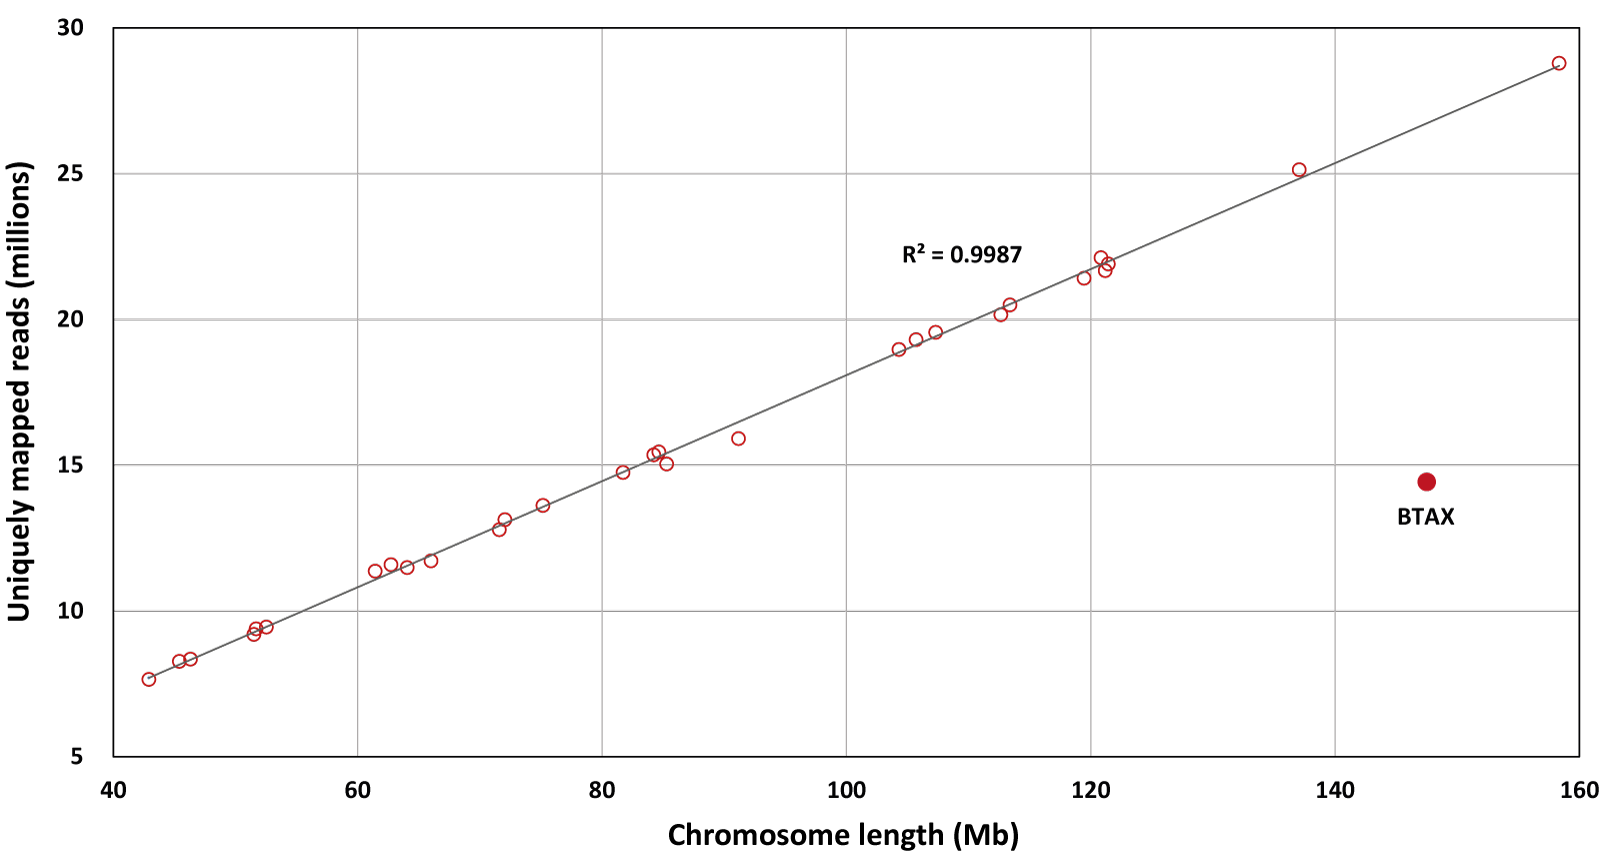 30
25
20
15
10
5
Uniquely mapped reads (millions)
R² = 0.9987
BTAX
40 60 80 100 120 140 160
Chromosome length (Mb)